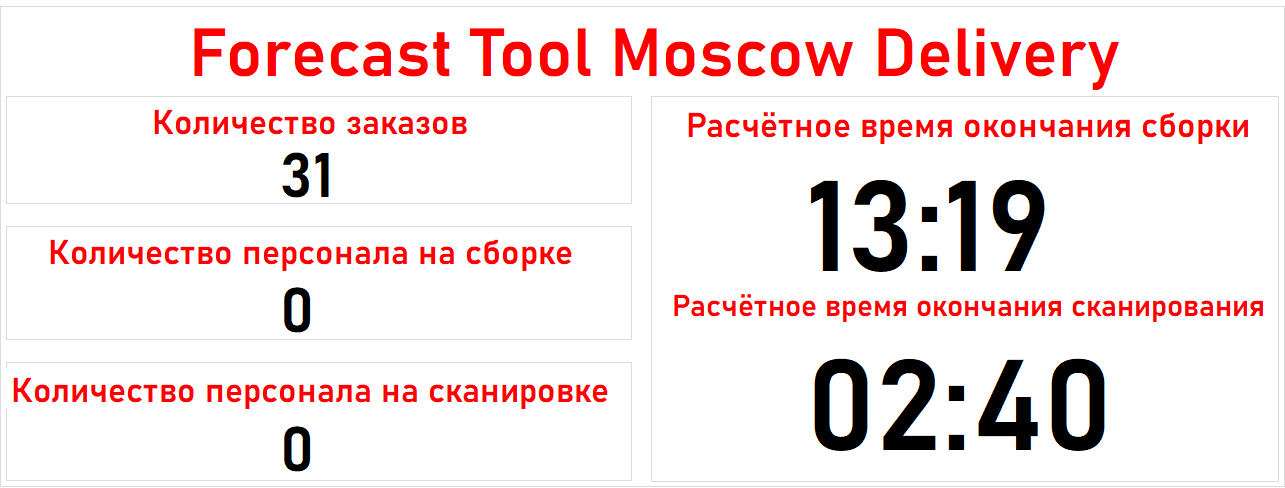 Forecast Tool Moscow Delivery
Количество заказов
31
Количество персонала на сборке
0
Количество персонала на сканировке
0
Расчётное время окончания сборки
13:19
Расчётное время окончания сканирования
02:40